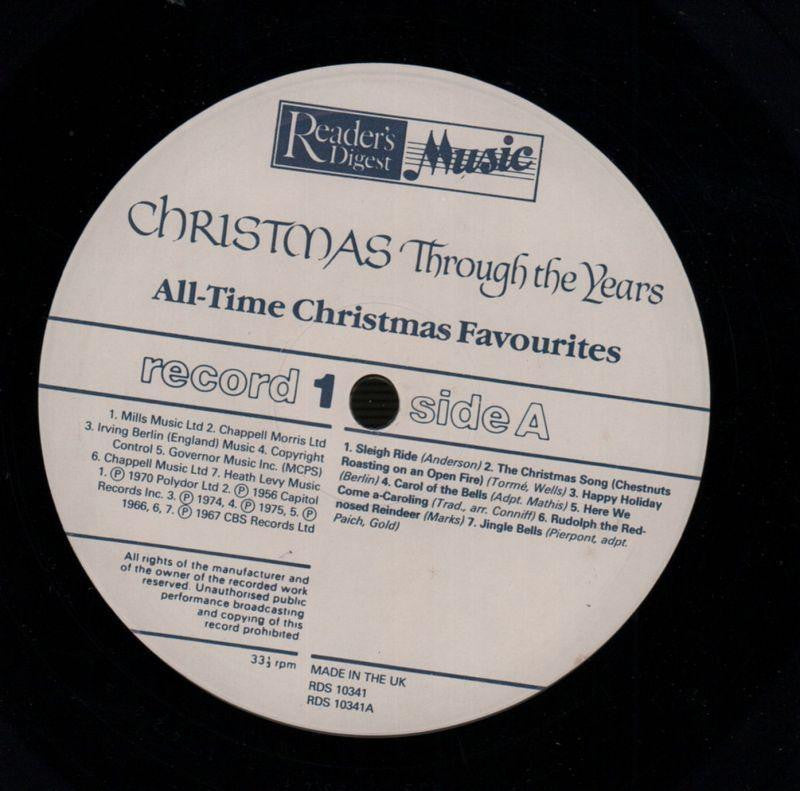 Reader's Digest Music
CHRISTMAS Through the Years
All-Time Christmas Favourites
record 1 side A
1. Mills Music Ltd 2. Chappell Morris Ltd
3. Irving Berlin (England) Music 4. Copyright
Control 5. Governor Music Inc. (MCPS)
6. Chappell Music Ltd 7. Heath Levy Music
1. Ⓟ 1970 Polydor Ltd 2. Ⓟ 1956 Capitol
Records Inc. 3. Ⓟ 1974, 4. Ⓟ 1975, 5. Ⓟ
1966, 6, 7. Ⓟ 1967 CBS Records Ltd
1. Sleigh Ride (Anderson) 2. The Christmas Song (Chestnuts
Roasting on an Open Fire) (Tormé, Wells) 3. Happy Holiday
(Berlin) 4. Carol of the Bells (Adpt. Mathis) 5. Here We
Come a-Caroling (Trad., arr. Conniff) 6. Rudolph the Red-
nosed Reindeer (Marks) 7. Jingle Bells (Pierpont, adpt.
Paich, Gold)
All rights of the manufacturer and
of the owner of the recorded work
reserved. Unauthorised public
performance broadcasting
and copying of this
record prohibited
33⅓ rpm
MADE IN THE UK
RDS 10341
RDS 10341A